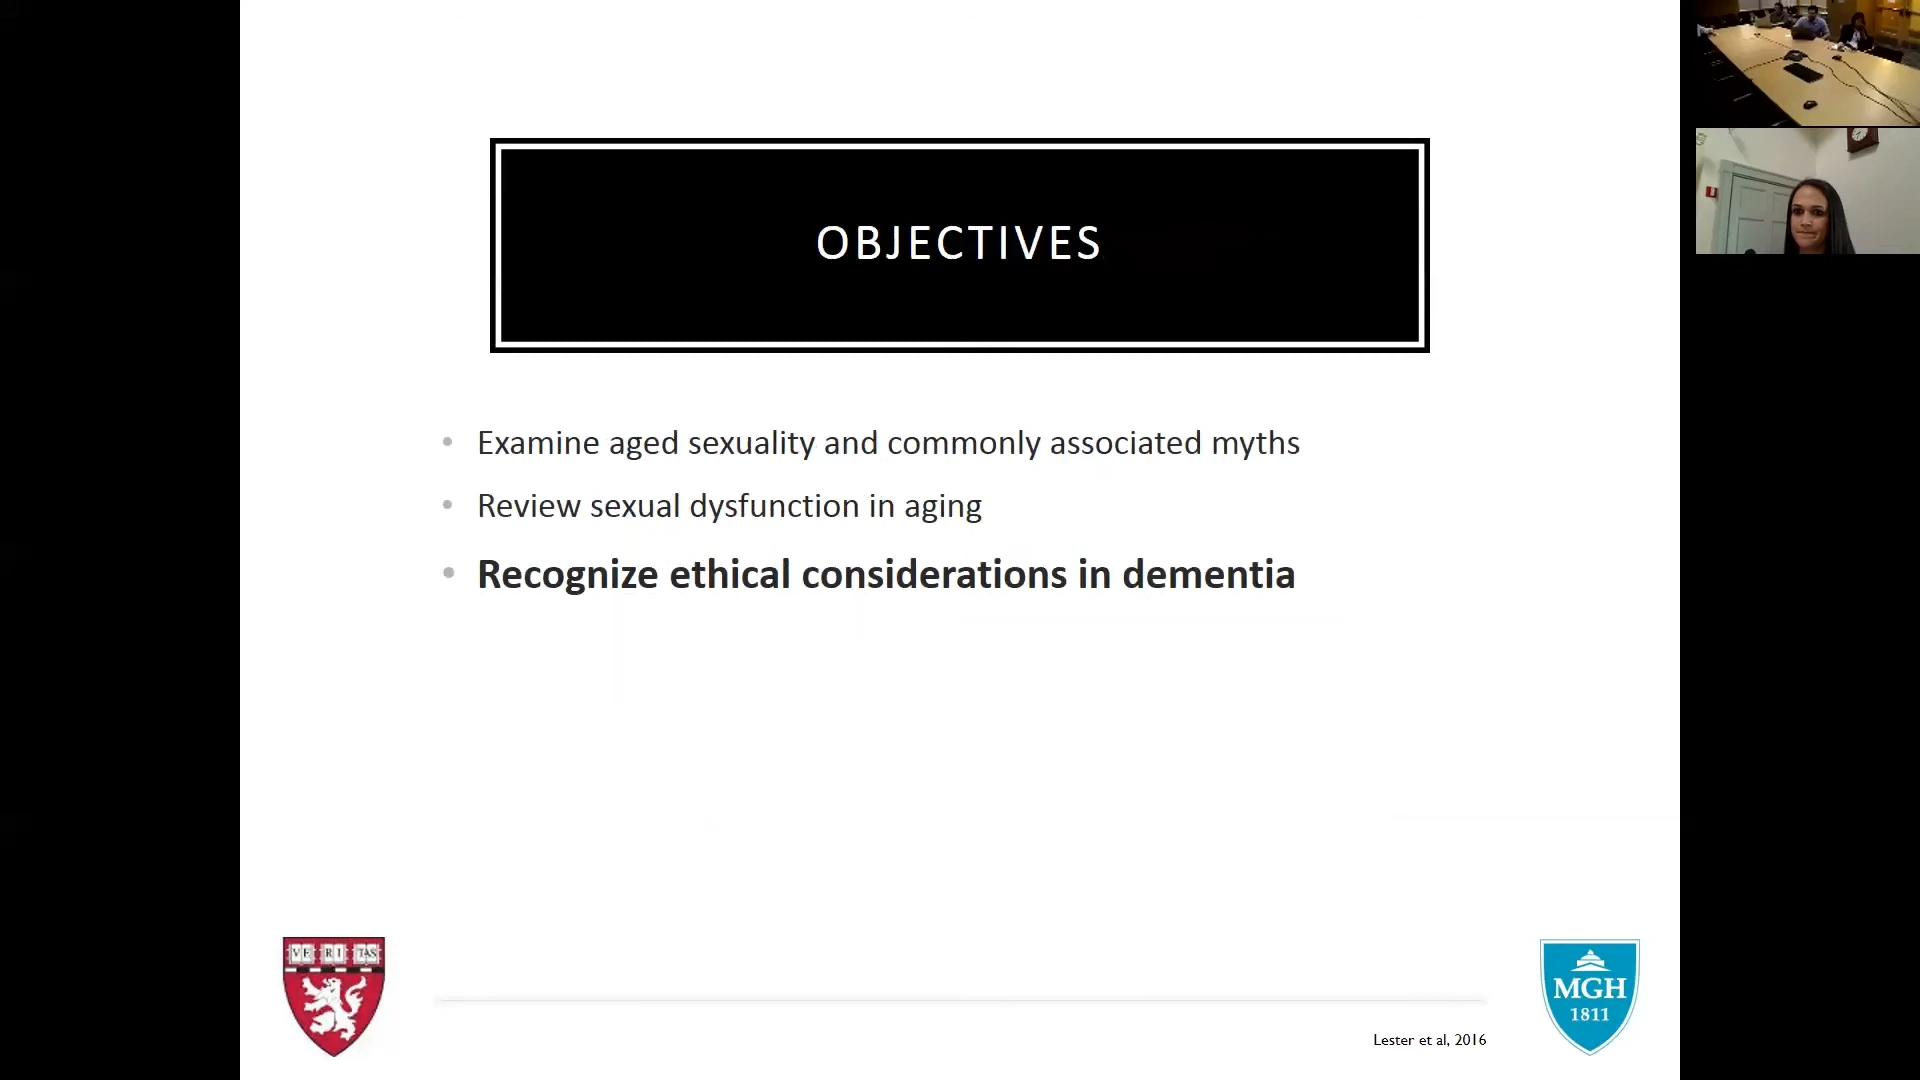 OBJECTIVES
Examine aged sexuality and commonly associated myths
Review sexual dysfunction in aging
Recognize ethical considerations in dementia
VE RI TAS
MGH
1811
Lester et al, 2016